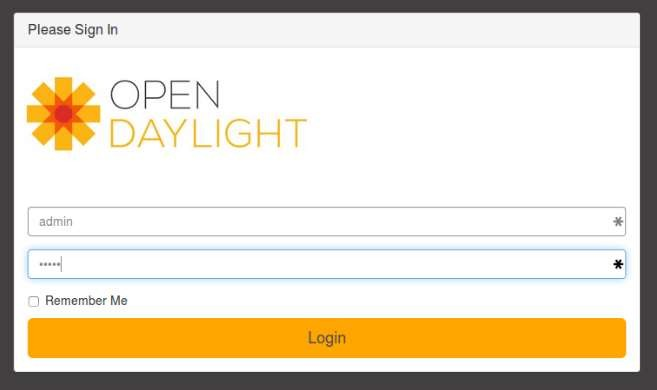 Please Sign In
OPEN
DAYLIGHT
admin
•••••
Remember Me
Login